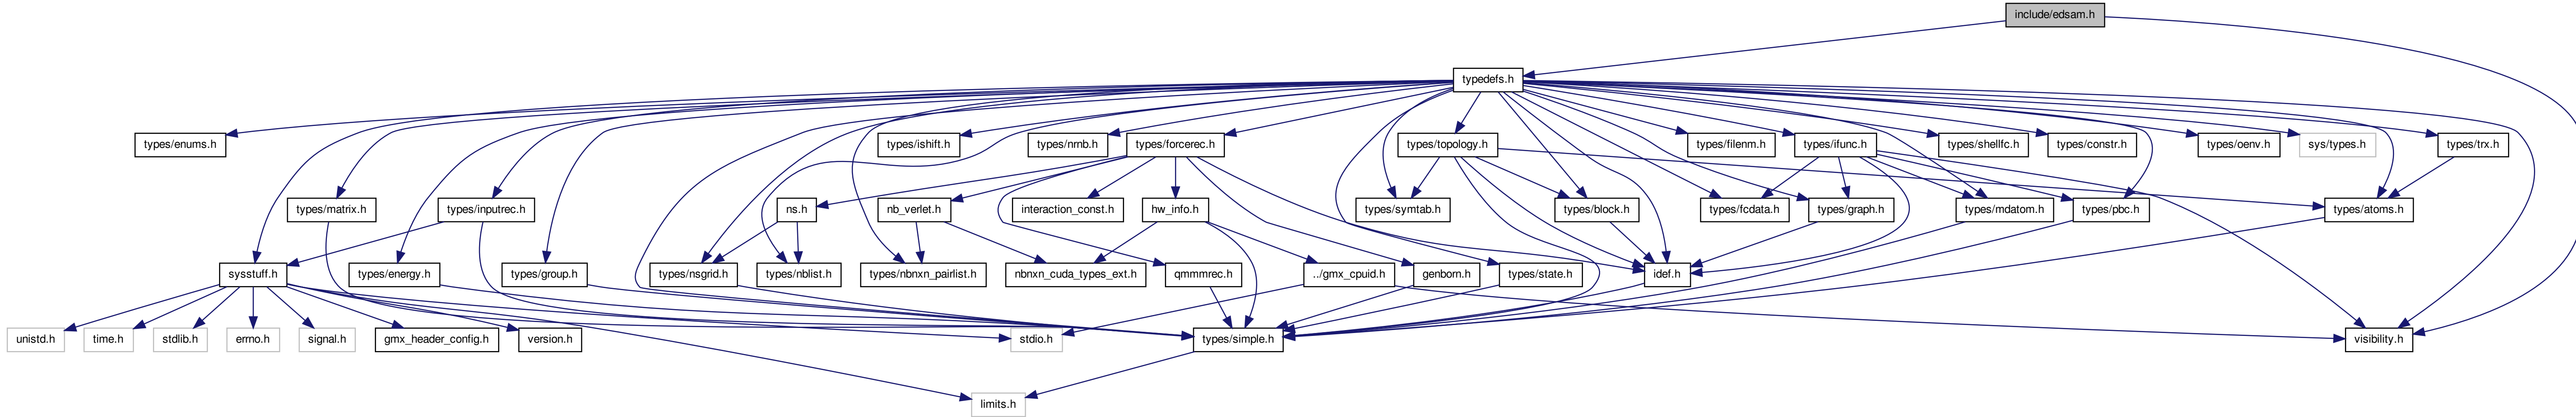 include/edsam.h
typedefs.h
types/enums.h
types/ishift.h
types/nrnb.h
types/forcerec.h
types/topology.h
types/filenm.h
types/ifunc.h
types/shellfc.h
types/constr.h
types/oenv.h
sys/types.h
types/trx.h
types/matrix.h
types/inputrec.h
ns.h
nb_verlet.h
interaction_const.h
hw_info.h
types/symtab.h
types/block.h
types/fcdata.h
types/graph.h
types/mdatom.h
types/pbc.h
types/atoms.h
sysstuff.h
types/energy.h
types/group.h
types/nsgrid.h
types/nblist.h
types/nbnxn_pairlist.h
nbnxn_cuda_types_ext.h
qmmmrec.h
../gmx_cpuid.h
genborn.h
types/state.h
idef.h
unistd.h
time.h
stdlib.h
errno.h
signal.h
gmx_header_config.h
version.h
stdio.h
types/simple.h
visibility.h
limits.h